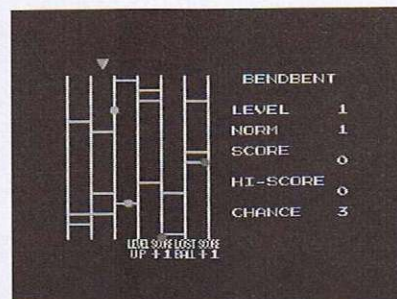 BENDBENT
LEVEL 1
NORM 1
SCORE 0
HI-SCORE 0
CHANCE 3
LEVEL SCORE LOST SCORE
UP +1 BALL +1